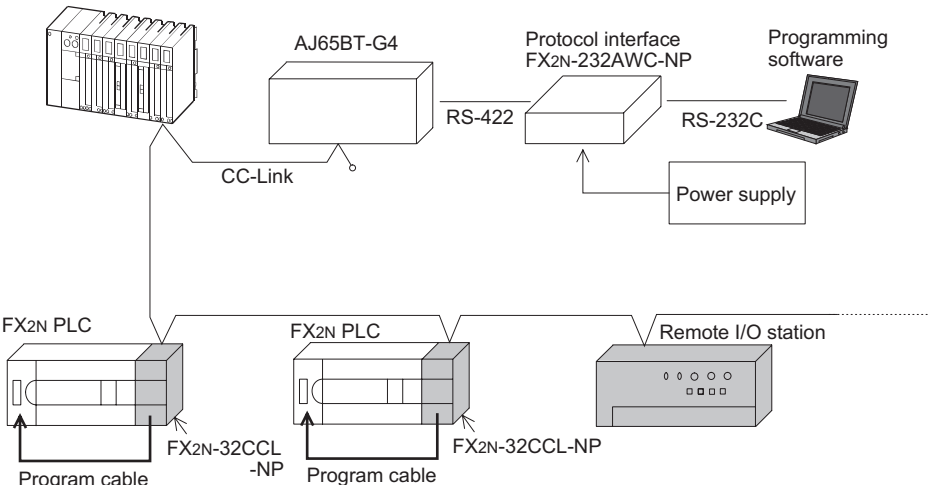 AJ65BT-G4
Protocol interface
FX2N-232AWC-NP
Programming
software
RS-422
RS-232C
CC-Link
Power supply
FX2N PLC
FX2N PLC
Remote I/O station
FX2N-32CCL
-NP
FX2N-32CCL-NP
Program cable
Program cable